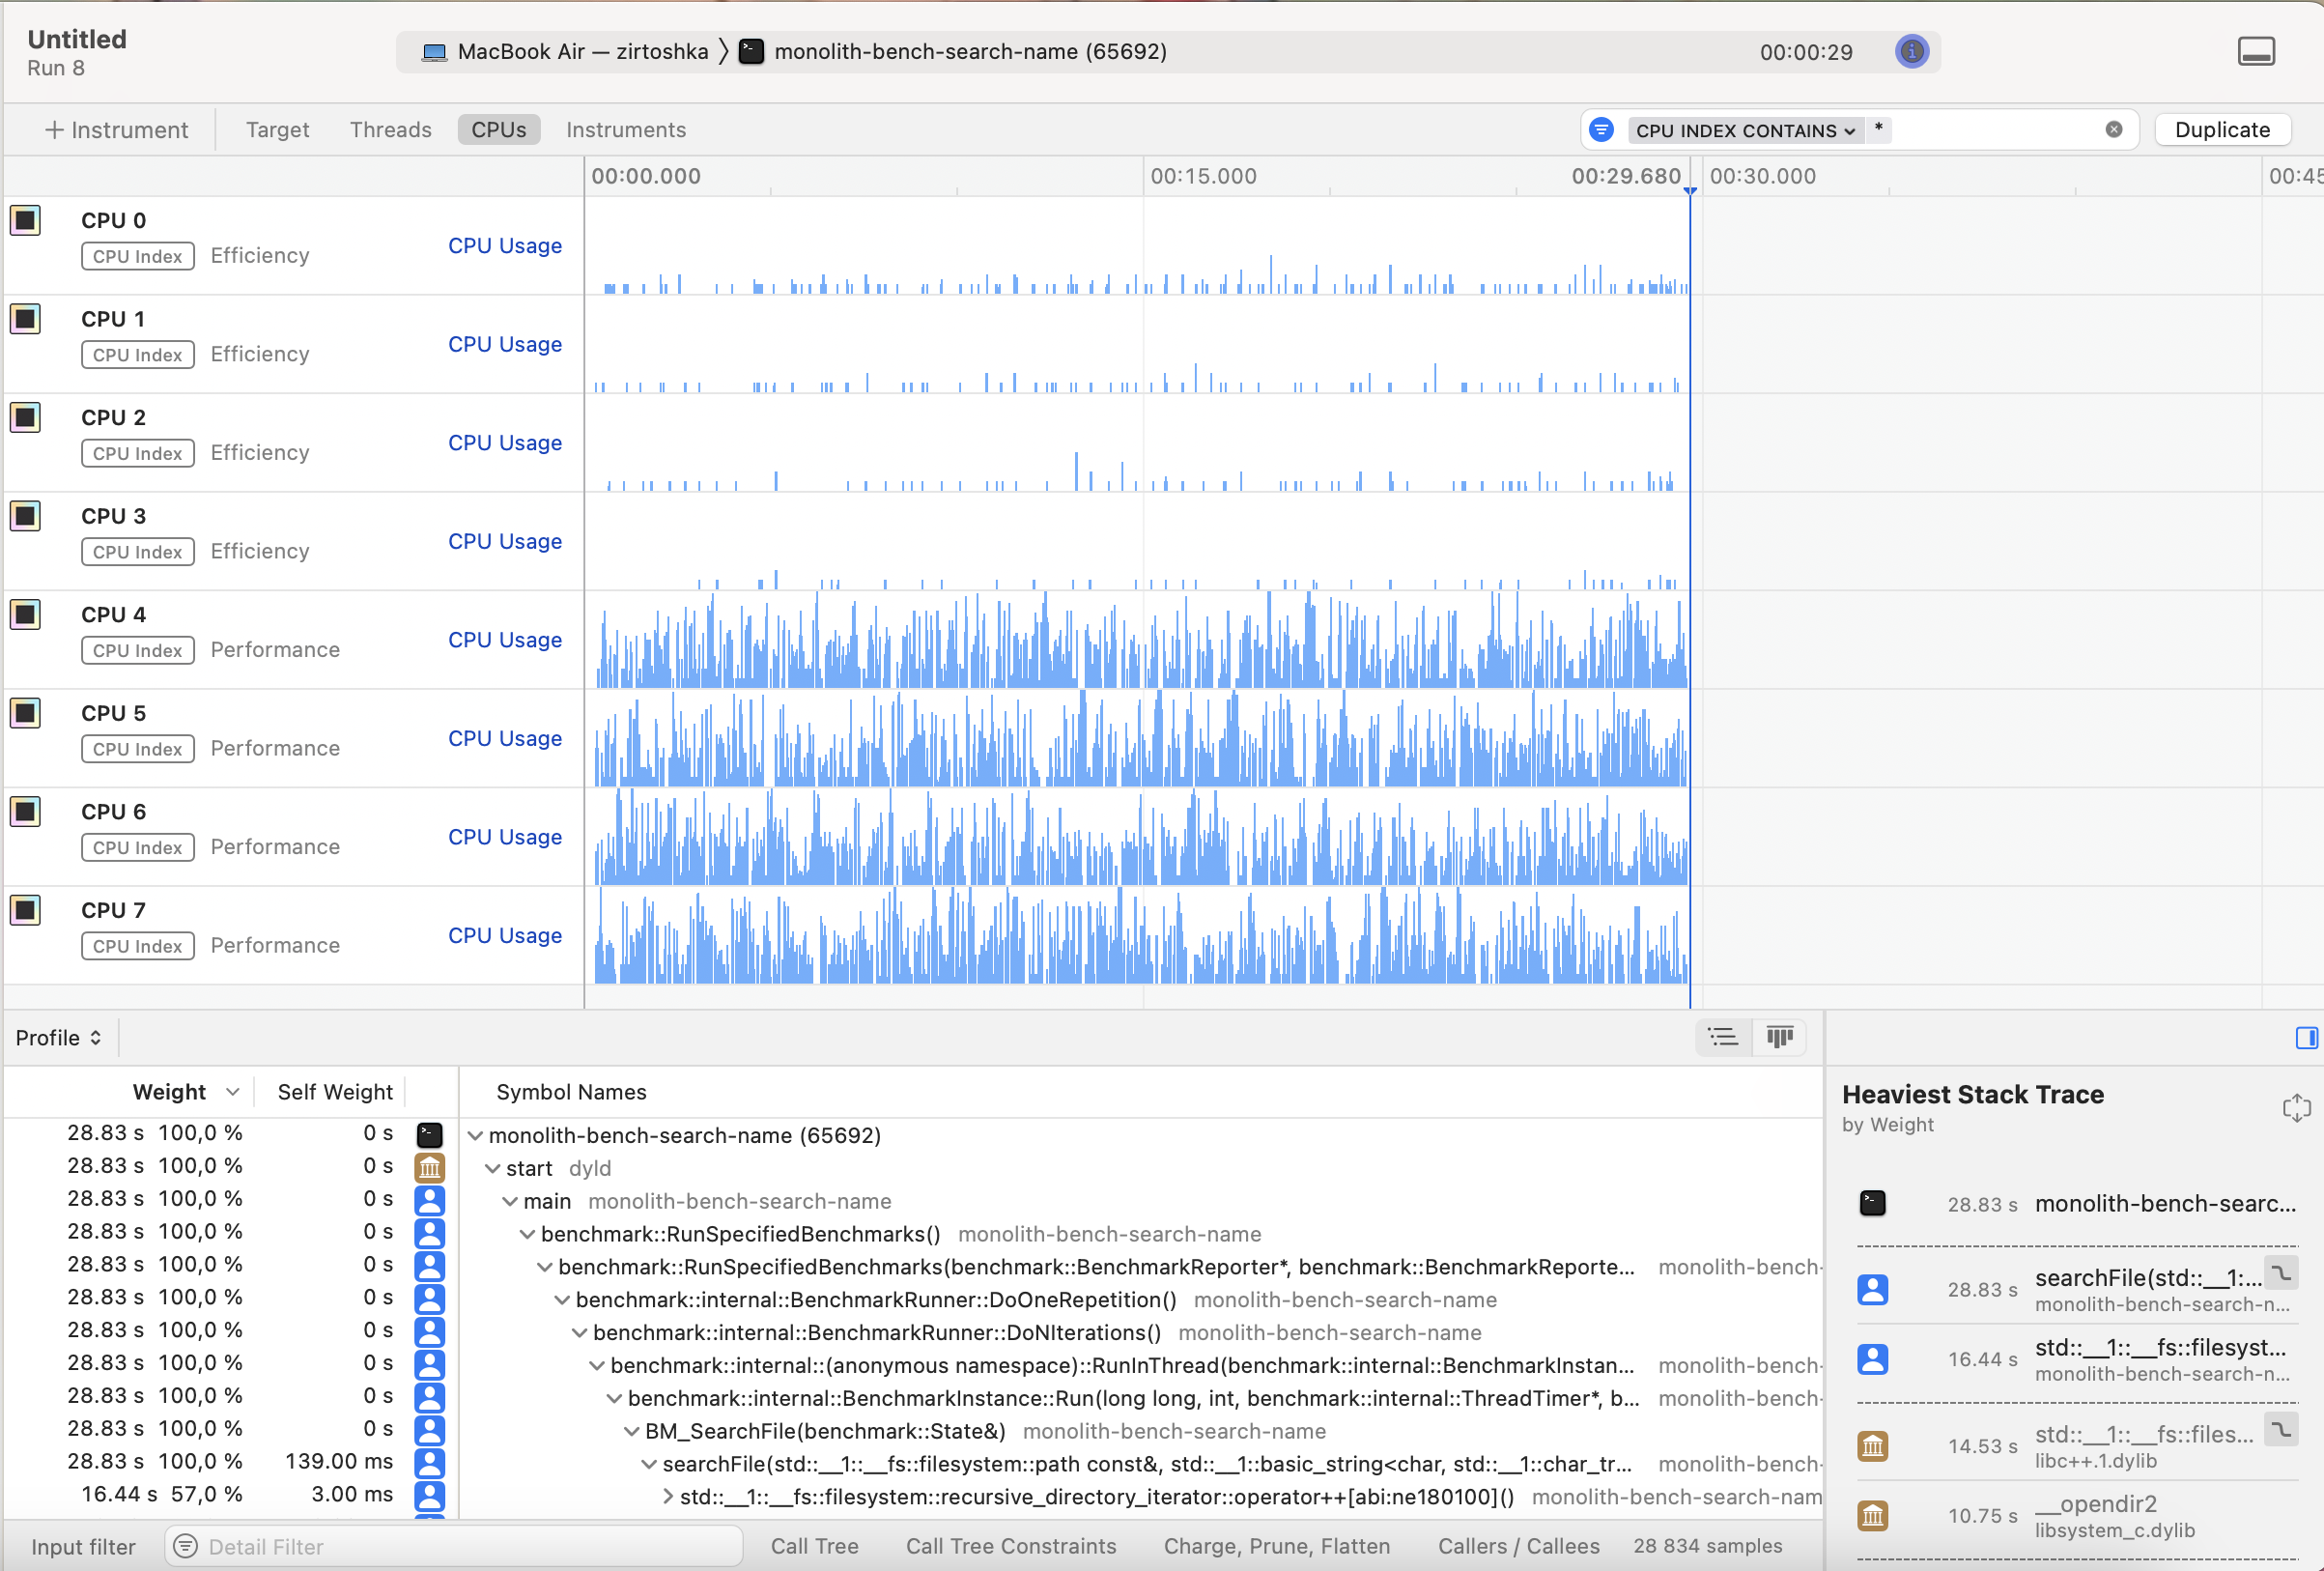 Untitled
Run 8
MacBook Air — zirtoshka
monolith-bench-search-name (65692)
00:00:29
+ Instrument
Target
Threads
CPUs
Instruments
CPU INDEX CONTAINS
*
Duplicate
00:00.000
00:15.000
00:29.680
00:30.000
00:45
CPU 0
CPU Index Efficiency
CPU Usage
CPU 1
CPU Index Efficiency
CPU Usage
CPU 2
CPU Index Efficiency
CPU Usage
CPU 3
CPU Index Efficiency
CPU Usage
CPU 4
CPU Index Performance
CPU Usage
CPU 5
CPU Index Performance
CPU Usage
CPU 6
CPU Index Performance
CPU Usage
CPU 7
CPU Index Performance
CPU Usage
Profile
Weight Self Weight Symbol Names
28.83 s 100,0 % 0 s monolith-bench-search-name (65692)
28.83 s 100,0 % 0 s start dyld
28.83 s 100,0 % 0 s main monolith-bench-search-name
28.83 s 100,0 % 0 s benchmark::RunSpecifiedBenchmarks() monolith-bench-search-name
28.83 s 100,0 % 0 s benchmark::RunSpecifiedBenchmarks(benchmark::BenchmarkReporter*, benchmark::BenchmarkReporte... monolith-bench-
28.83 s 100,0 % 0 s benchmark::internal::BenchmarkRunner::DoOneRepetition() monolith-bench-search-name
28.83 s 100,0 % 0 s benchmark::internal::BenchmarkRunner::DoNIterations() monolith-bench-search-name
28.83 s 100,0 % 0 s benchmark::internal::(anonymous namespace)::RunInThread(benchmark::internal::BenchmarkInstan... monolith-bench-
28.83 s 100,0 % 0 s benchmark::internal::BenchmarkInstance::Run(long long, int, benchmark::internal::ThreadTimer*, b... monolith-bench-
28.83 s 100,0 % 0 s BM_SearchFile(benchmark::State&) monolith-bench-search-name
28.83 s 100,0 % 139.00 ms searchFile(std::__1::__fs::filesystem::path const&, std::__1::basic_string<char, std::__1::char_tr... monolith-bench-
16.44 s 57,0 % 3.00 ms std::__1::__fs::filesystem::recursive_directory_iterator::operator++[abi:ne180100]() monolith-bench-search-nam
Input filter
Detail Filter
Call Tree
Call Tree Constraints
Charge, Prune, Flatten
Callers / Callees
28 834 samples
Heaviest Stack Trace
by Weight
28.83 s monolith-bench-searc...
28.83 s searchFile(std::__1:...
monolith-bench-search-n...
16.44 s std::__1::__fs::filesyst...
monolith-bench-search-n...
14.53 s std::__1::__fs::files...
libc++.1.dylib
10.75 s __opendir2
libsystem_c.dylib